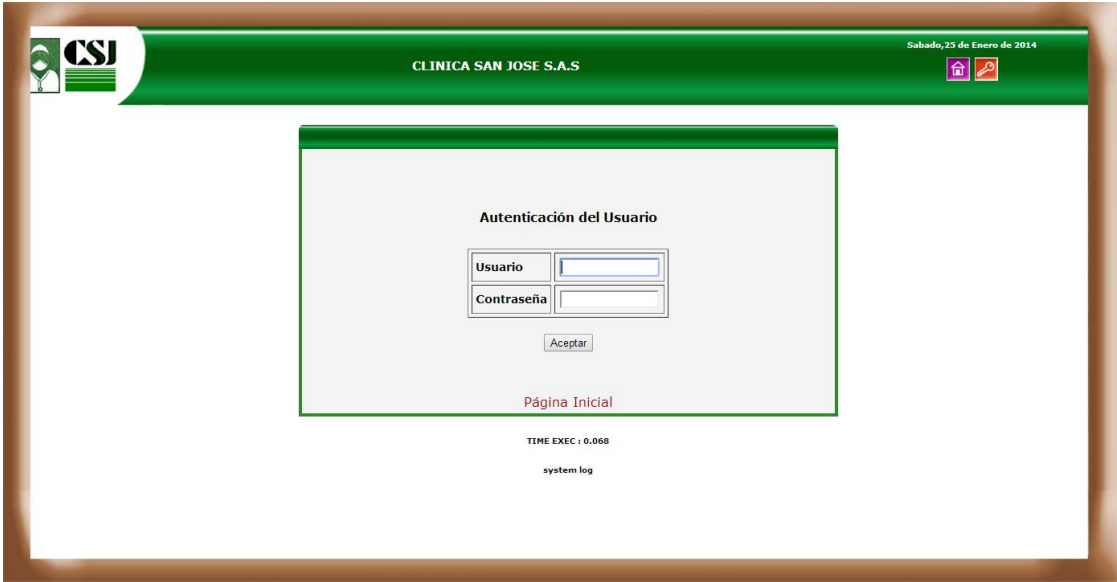 CSJ
CLINICA SAN JOSE S.A.S
Sabado,25 de Enero de 2014
Autenticación del Usuario
Usuario
Contraseña
Aceptar
Página Inicial
TIME EXEC : 0.068
system log